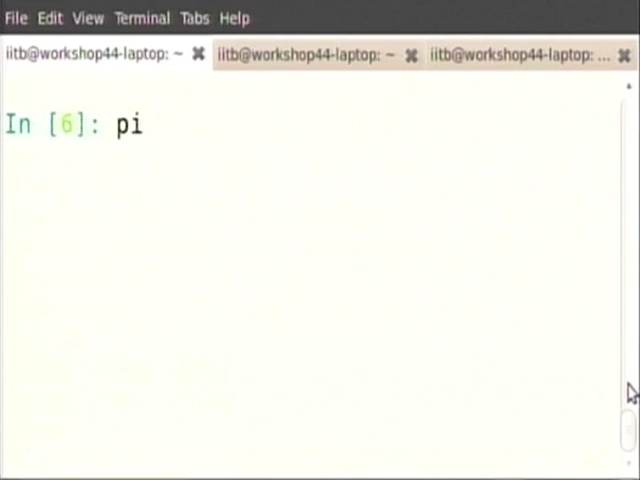 File Edit View Terminal Tabs Help
iitb@workshop44-laptop: ~ iitb@workshop44-laptop: ~ iitb@workshop44-laptop: ...
In [6]: pi